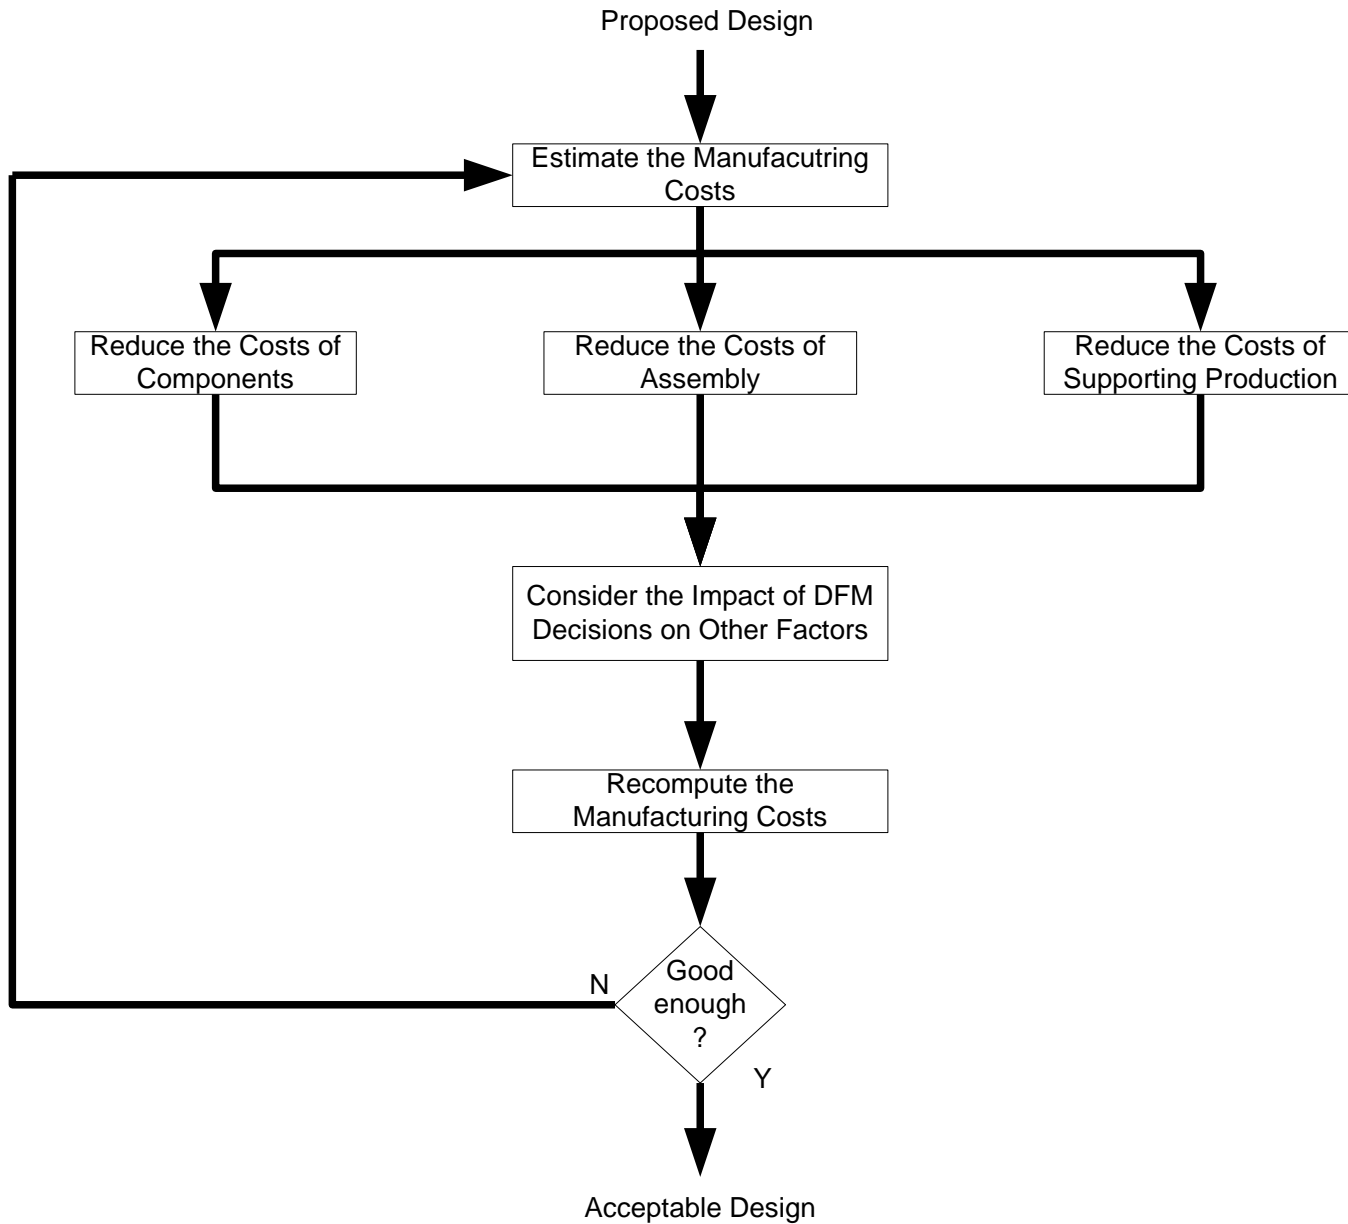 Proposed Design
Estimate the Manufacutring
Costs
Reduce the Costs of
Components
Reduce the Costs of
Assembly
Reduce the Costs of
Supporting Production
Consider the Impact of DFM
Decisions on Other Factors
Recompute the
Manufacturing Costs
Good
enough
?
N
Y
Acceptable Design